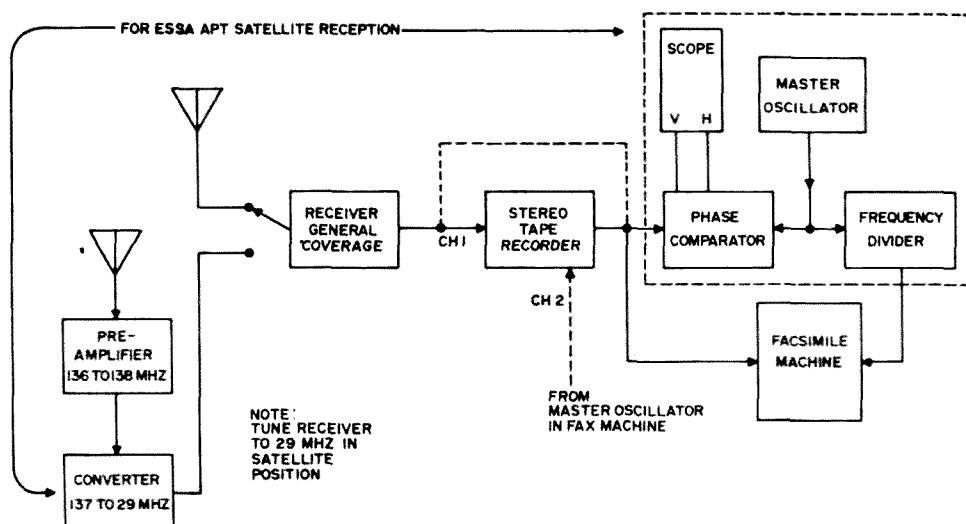 FOR ESSA APT SATELLITE RECEPTION
SCOPE
V H
MASTER
OSCILLATOR
RECEIVER
GENERAL
COVERAGE
CH 1
STEREO
TAPE
RECORDER
PHASE
COMPARATOR
FREQUENCY
DIVIDER
CH 2
PRE-
AMPLIFIER
136 TO 138 MHZ
FACSIMILE
MACHINE
FROM
MASTER OSCILLATOR
IN FAX MACHINE
NOTE:
TUNE RECEIVER
TO 29 MHZ IN
SATELLITE
POSITION
CONVERTER
137 TO 29 MHZ